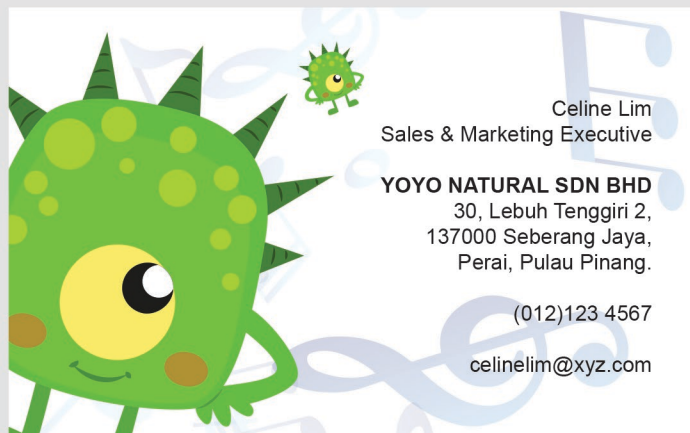 Celine Lim
Sales & Marketing Executive
YOYO NATURAL SDN BHD
30, Lebuh Tenggiri 2,
137000 Seberang Jaya,
Perai, Pulau Pinang.
(012)123 4567
celinelim@xyz.com